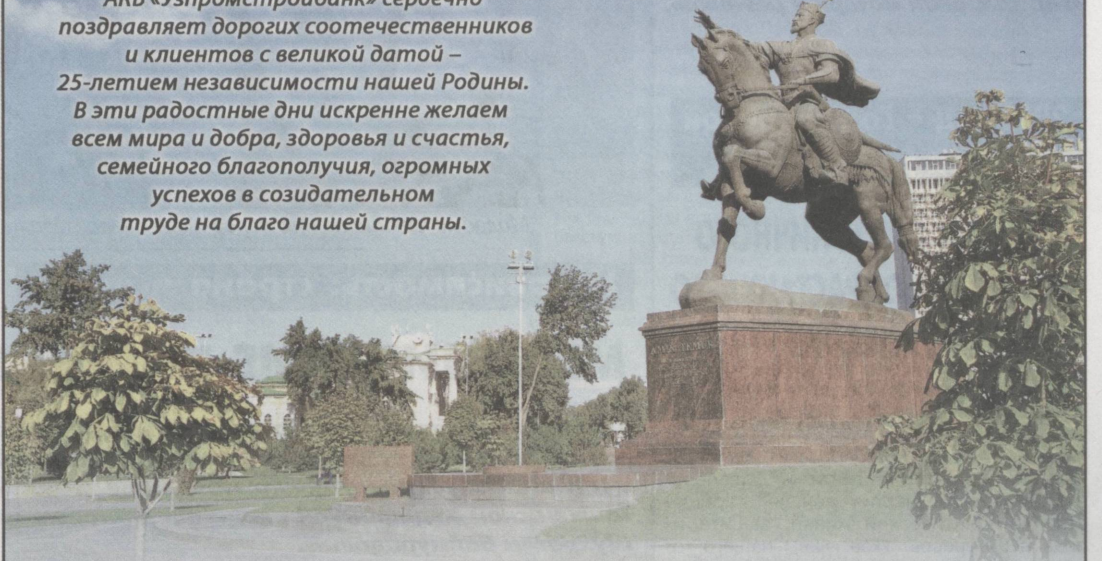 АКБ «Узпромстройбанк» сердечно
поздравляет дорогих соотечественников
и клиентов с великой датой –
25-летием независимости нашей Родины.
В эти радостные дни искренне желаем
всем мира и добра, здоровья и счастья,
семейного благополучия, огромных
успехов в созидательном
труде на благо нашей страны.